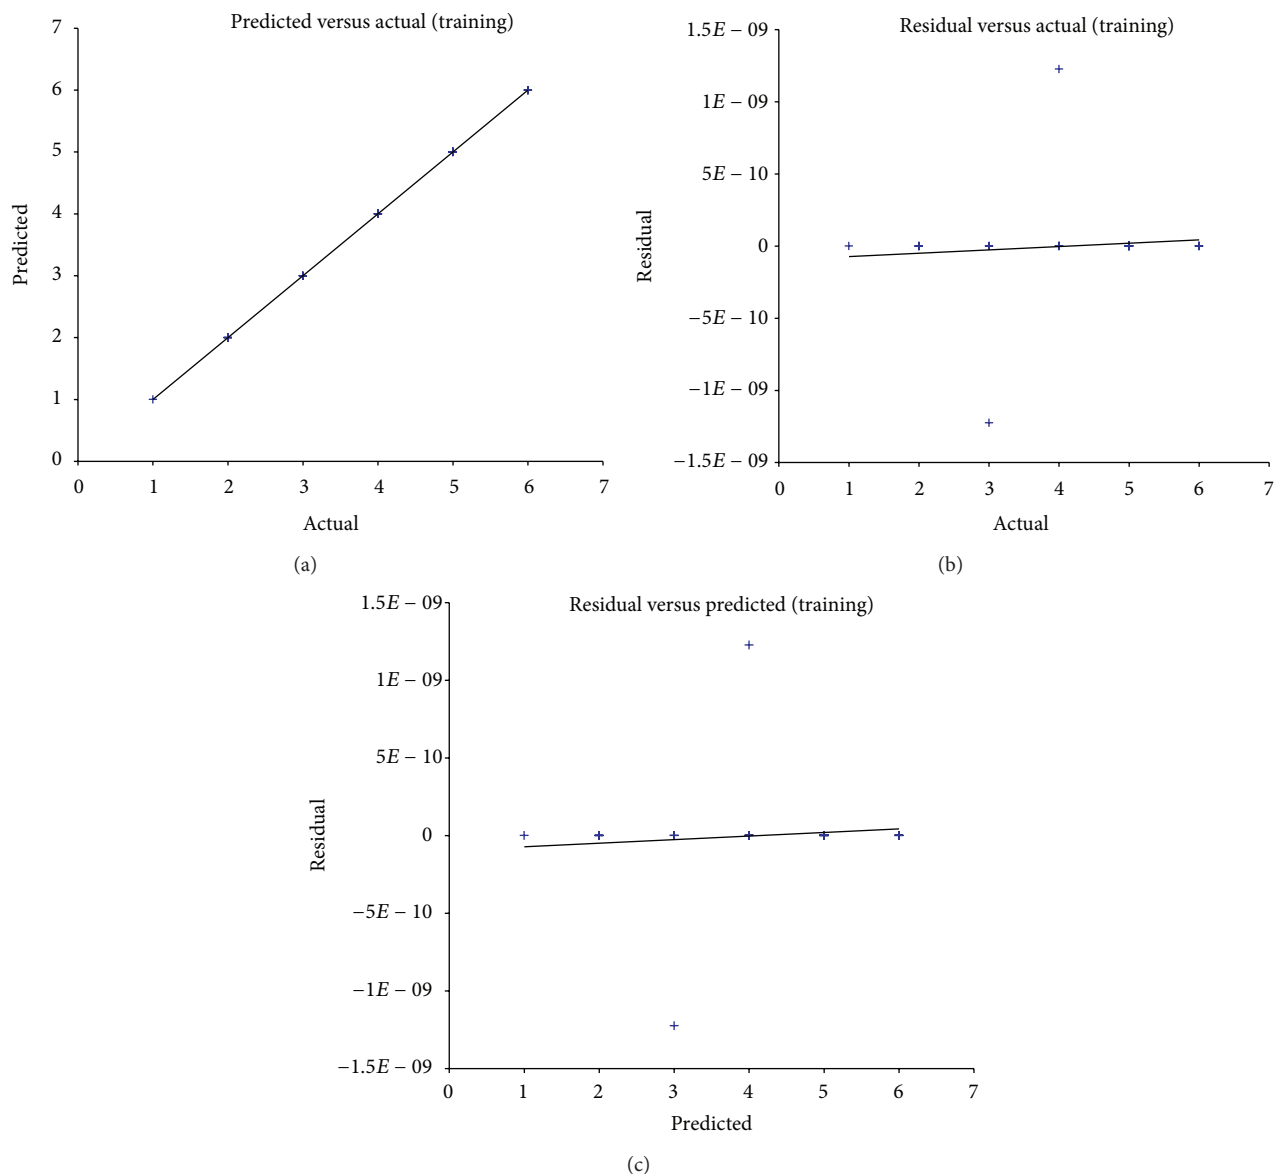 Predicted versus actual (training)
7
6
5
4
3
2
1
0
Predicted
0 1 2 3 4 5 6 7
Actual
(a)
Residual versus actual (training)
1.5E − 09
1E − 09
5E − 10
0
−5E − 10
−1E − 09
−1.5E − 09
Residual
0 1 2 3 4 5 6 7
Actual
(b)
Residual versus predicted (training)
1.5E − 09
1E − 09
5E − 10
0
−5E − 10
−1E − 09
−1.5E − 09
Residual
0 1 2 3 4 5 6 7
Predicted
(c)